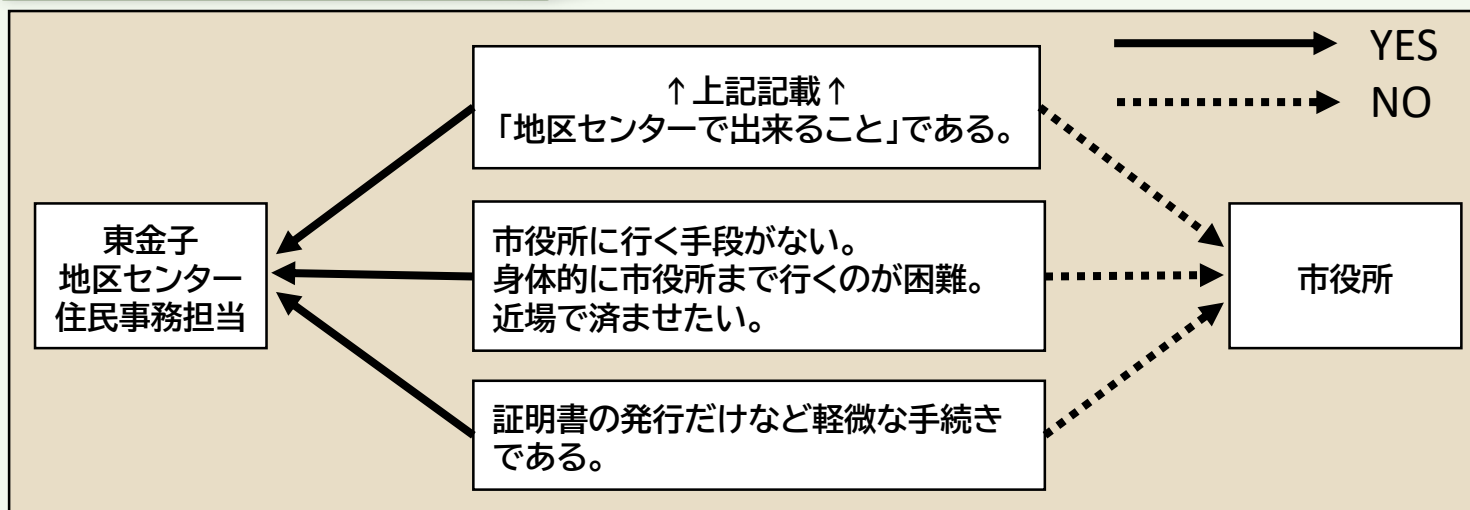 YES
NO
↑上記記載↑
「地区センターで出来ること」である。
東金子
地区センター
住民事務担当
市役所に行く手段がない。
身体的に市役所まで行くのが困難。
近場で済ませたい。
市役所
証明書の発行だけなど軽微な手続き
である。